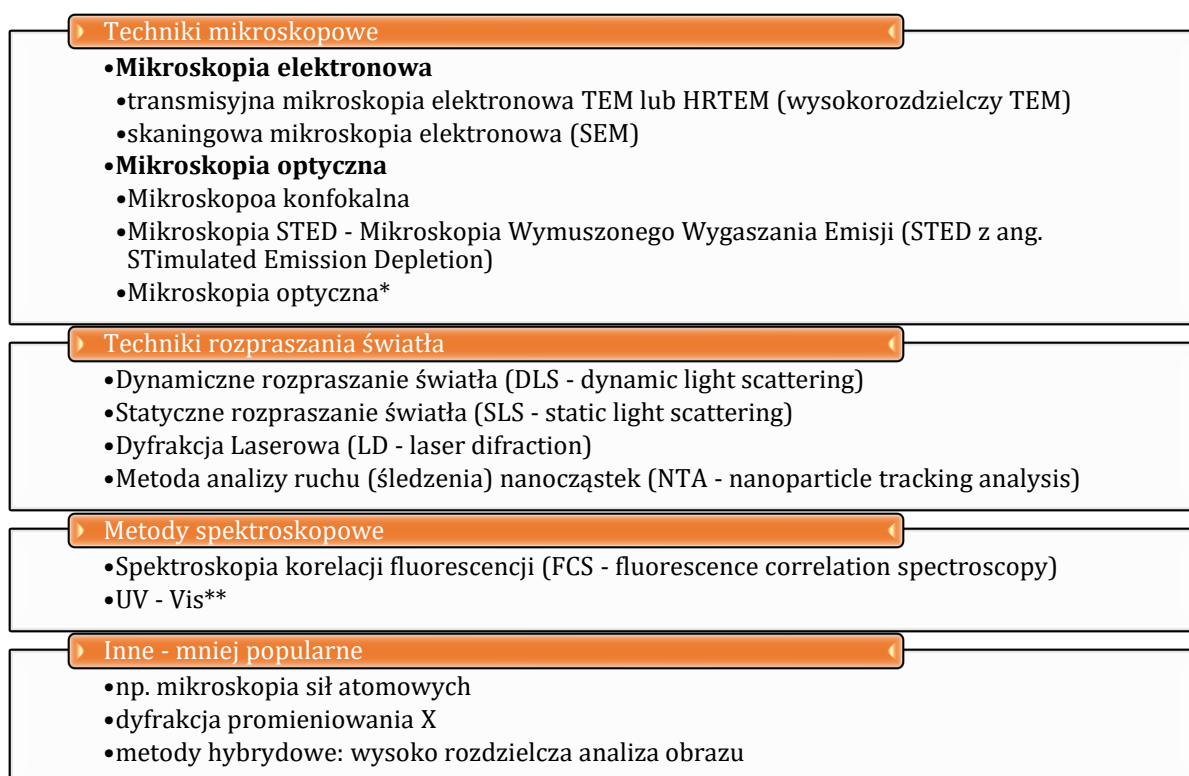 Techniki mikroskopowe
•Mikroskopia elektronowa
•transmisyjna mikroskopia elektronowa TEM lub HRTEM (wysokorozdzielczy TEM)
•skaningowa mikroskopia elektronowa (SEM)
•Mikroskopia optyczna
•Mikroskopoa konfokalna
•Mikroskopia STED - Mikroskopia Wymuszonego Wygaszania Emisji (STED z ang.
STimulated Emission Depletion)
•Mikroskopia optyczna*
Techniki rozpraszania światła
•Dynamiczne rozpraszanie światła (DLS - dynamic light scattering)
•Statyczne rozpraszanie światła (SLS - static light scattering)
•Dyfrakcja Laserowa (LD - laser difraction)
•Metoda analizy ruchu (śledzenia) nanocząstek (NTA - nanoparticle tracking analysis)
Metody spektroskopowe
•Spektroskopia korelacji fluorescencji (FCS - fluorescence correlation spectroscopy)
•UV - Vis**
Inne - mniej popularne
•np. mikroskopia sił atomowych
•dyfrakcja promieniowania X
•metody hybrydowe: wysoko rozdzielcza analiza obrazu